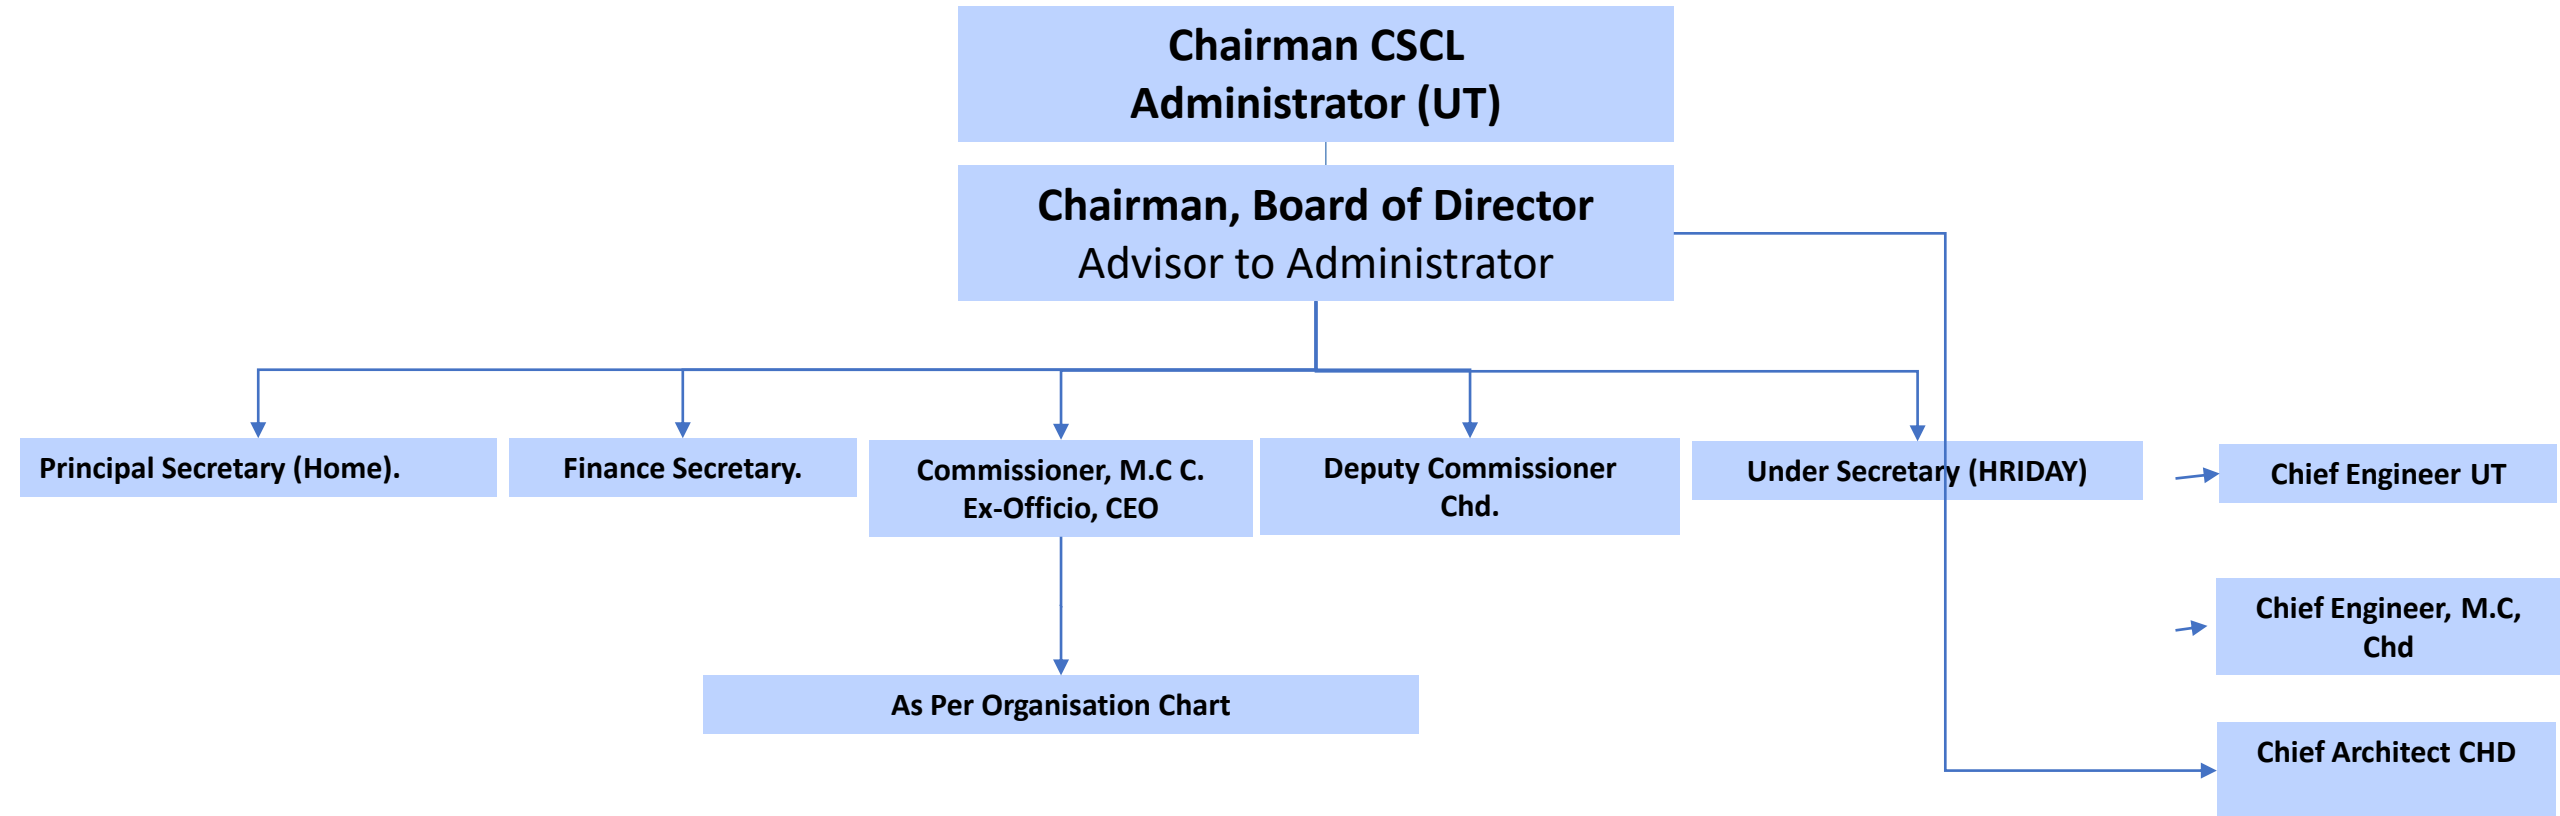 Chairman CSCL
Administrator (UT)
Chairman, Board of Director
Advisor to Administrator
Principal Secretary (Home).
Finance Secretary.
Commissioner, M.C C.
Ex-Officio, CEO
Deputy Commissioner
Chd.
Under Secretary (HRIDAY)
Chief Engineer UT
Chief Engineer, M.C,
Chd
As Per Organisation Chart
Chief Architect CHD